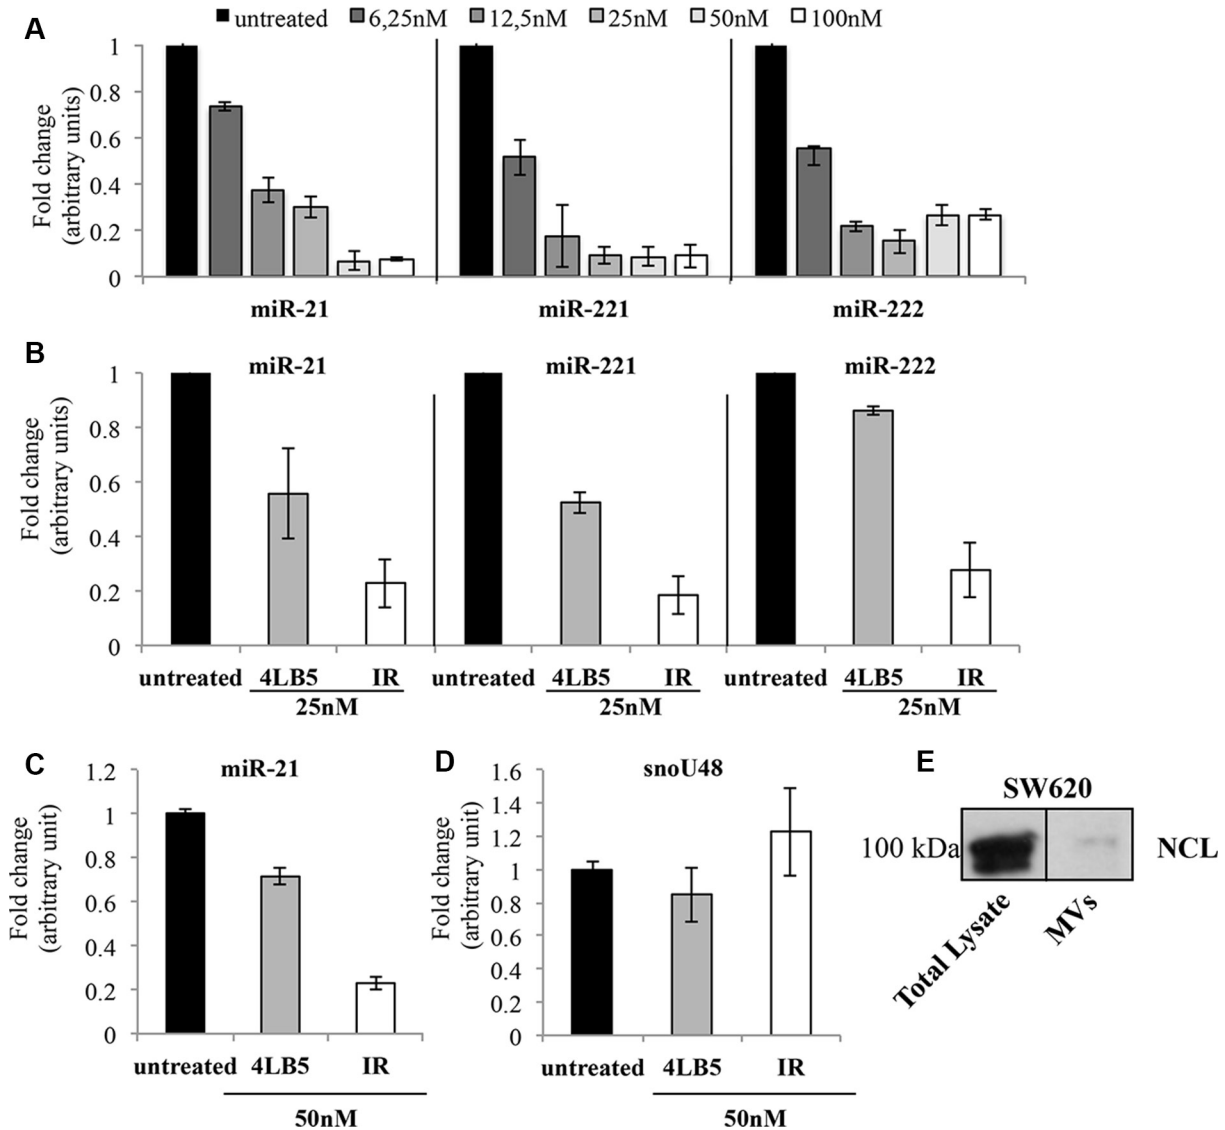 A
untreated 6,25nM 12,5nM 25nM 50nM 100nM
Fold change
(arbitrary units)
1
0.8
0.6
0.4
0.2
0
miR-21 miR-221 miR-222
B
miR-21 miR-221 miR-222
Fold change
(arbitrary units)
1
0.8
0.6
0.4
0.2
0
untreated 4LB5 IR untreated 4LB5 IR untreated 4LB5 IR
25nM 25nM 25nM
C
miR-21
Fold change
(arbitrary unit)
1.2
1
0.8
0.6
0.4
0.2
0
untreated 4LB5 IR
50nM
D
snoU48
Fold change
(arbitrary unit)
1.6
1.4
1.2
1
0.8
0.6
0.4
0.2
0
untreated 4LB5 IR
50nM
E
SW620
100 kDa NCL
Total Lysate MVs